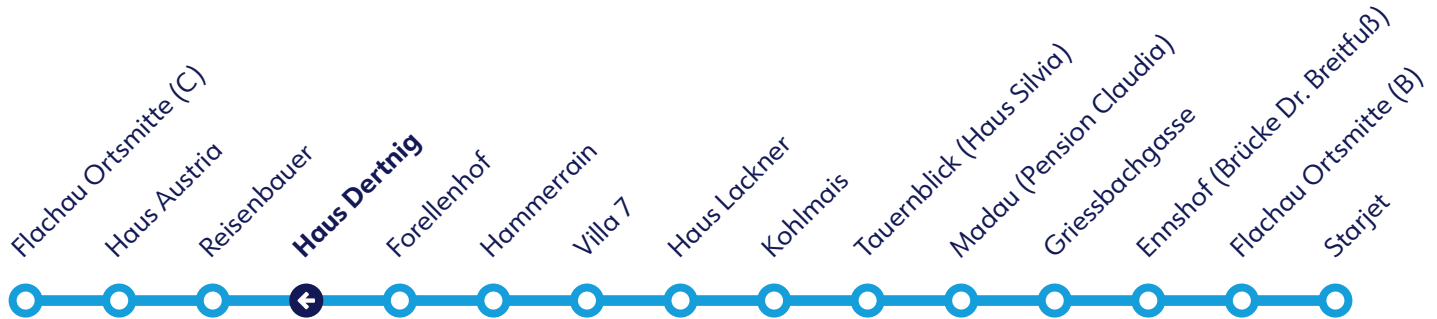 Flachau Ortsmitte (C)
Haus Austria
Reisenbauer
Haus Dertnig
Forellenhof
Hammerrain
Villa 7
Haus Lackner
Kohlmais
Tauernblick (Haus Silvia)
Madau (Pension Claudia)
Griessbachgasse
Ennshof (Brücke Dr. Breitfuß)
Flachau Ortsmitte (B)
Starjet